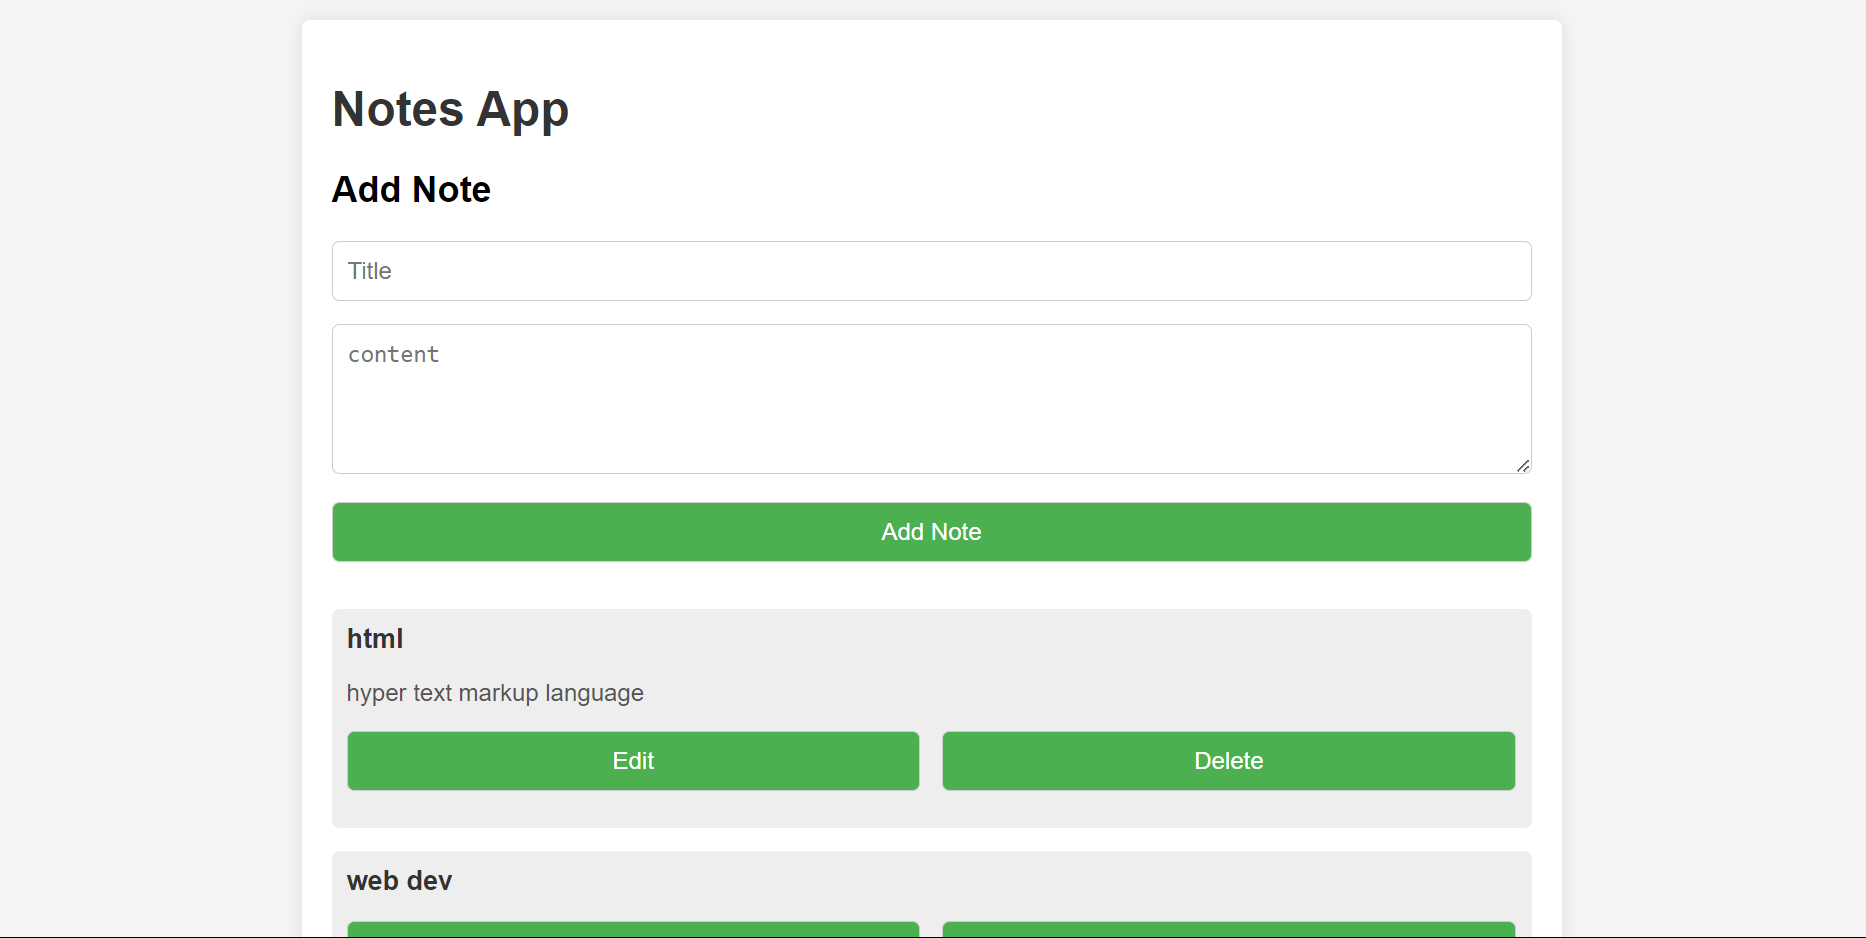 Notes App
Add Note
Title
content
Add Note
html
hyper text markup language
Edit
Delete
web dev